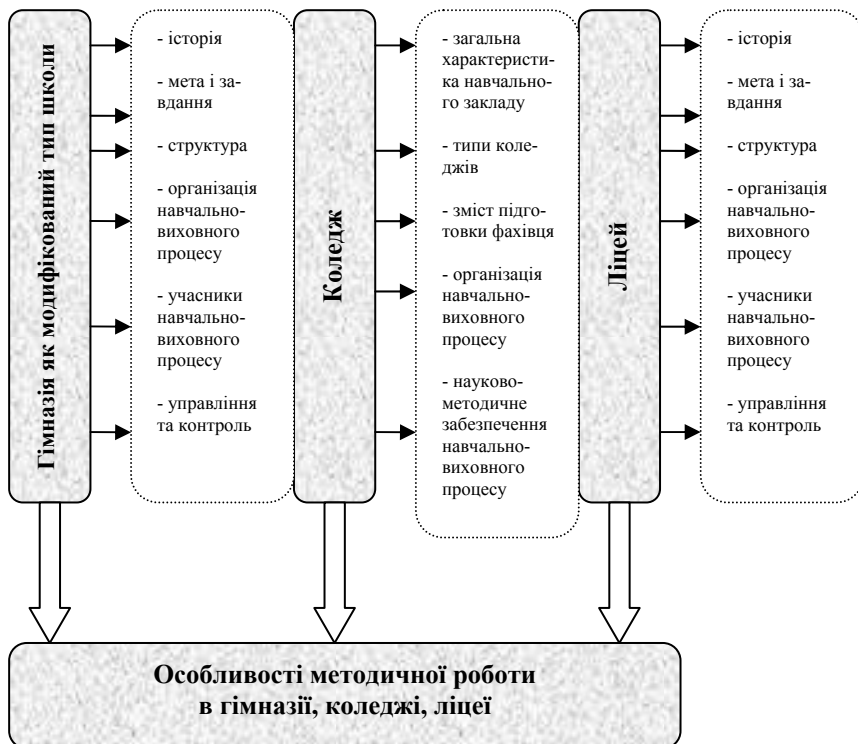 Гімназія як модифікований тип школи
- історія
- мета і за-
вдання
- структура
- організація
навчально-
виховного
процесу
- учасники
навчально-
виховного
процесу
- управління
та контроль
Коледж
- загальна
характеристи-
ка навчально-
го закладу
- типи коле-
джів
- зміст підго-
товки фахівця
- організація
навчально-
виховного
процесу
- науково-
методичне
забезпечення
навчально-
виховного
процесу
Ліцей
- історія
- мета і за-
вдання
- структура
- організація
навчально-
виховного
процесу
- учасники
навчально-
виховного
процесу
- управління
та контроль
Особливості методичної роботи
в гімназії, коледжі, ліцеї